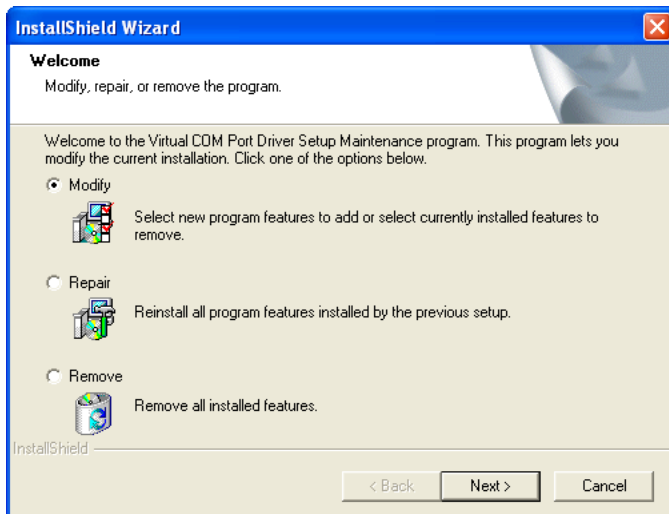 InstallShield Wizard
Welcome
Modify, repair, or remove the program.
Welcome to the Virtual COM Port Driver Setup Maintenance program. This program lets you
modify the current installation. Click one of the options below.
Modify
Select new program features to add or select currently installed features to
remove.
Repair
Reinstall all program features installed by the previous setup.
Remove
Remove all installed features.
InstallShield
< Back
Next >
Cancel